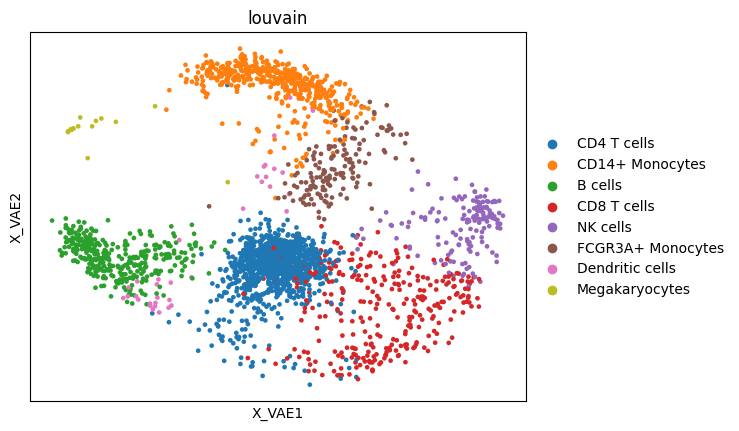 louvain
X_VAE2
X_VAE1
CD4 T cells
CD14+ Monocytes
B cells
CD8 T cells
NK cells
FCGR3A+ Monocytes
Dendritic cells
Megakaryocytes